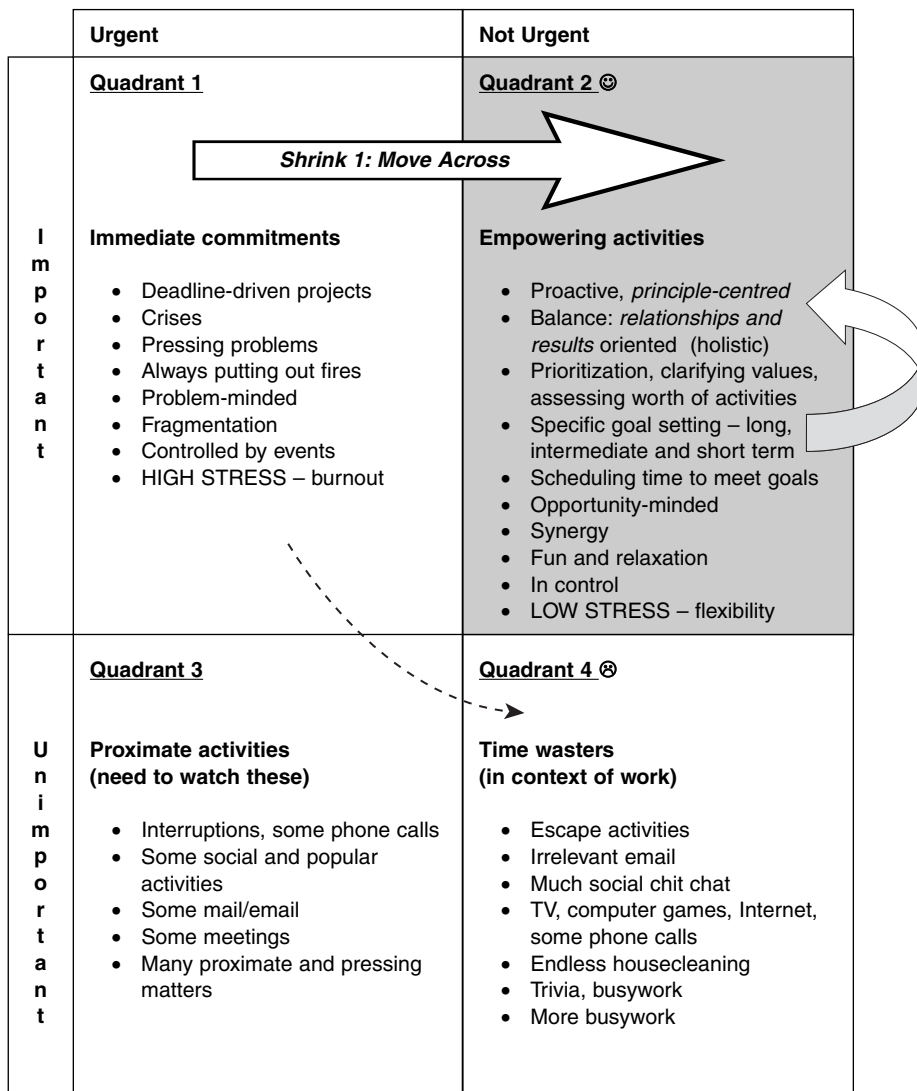 Urgent
Not Urgent
Important
Quadrant 1
Shrink 1: Move Across
Immediate commitments
• Deadline-driven projects
• Crises
• Pressing problems
• Always putting out fires
• Problem-minded
• Fragmentation
• Controlled by events
• HIGH STRESS – burnout
Quadrant 2 ☺
Empowering activities
• Proactive, principle-centred
• Balance: relationships and
results oriented (holistic)
• Prioritization, clarifying values,
assessing worth of activities
• Specific goal setting – long,
intermediate and short term
• Scheduling time to meet goals
• Opportunity-minded
• Synergy
• Fun and relaxation
• In control
• LOW STRESS – flexibility
Unimportant
Quadrant 3
Proximate activities
(need to watch these)
• Interruptions, some phone calls
• Some social and popular
activities
• Some mail/email
• Some meetings
• Many proximate and pressing
matters
Quadrant 4 ☹
Time wasters
(in context of work)
• Escape activities
• Irrelevant email
• Much social chit chat
• TV, computer games, Internet,
some phone calls
• Endless housecleaning
• Trivia, busywork
• More busywork